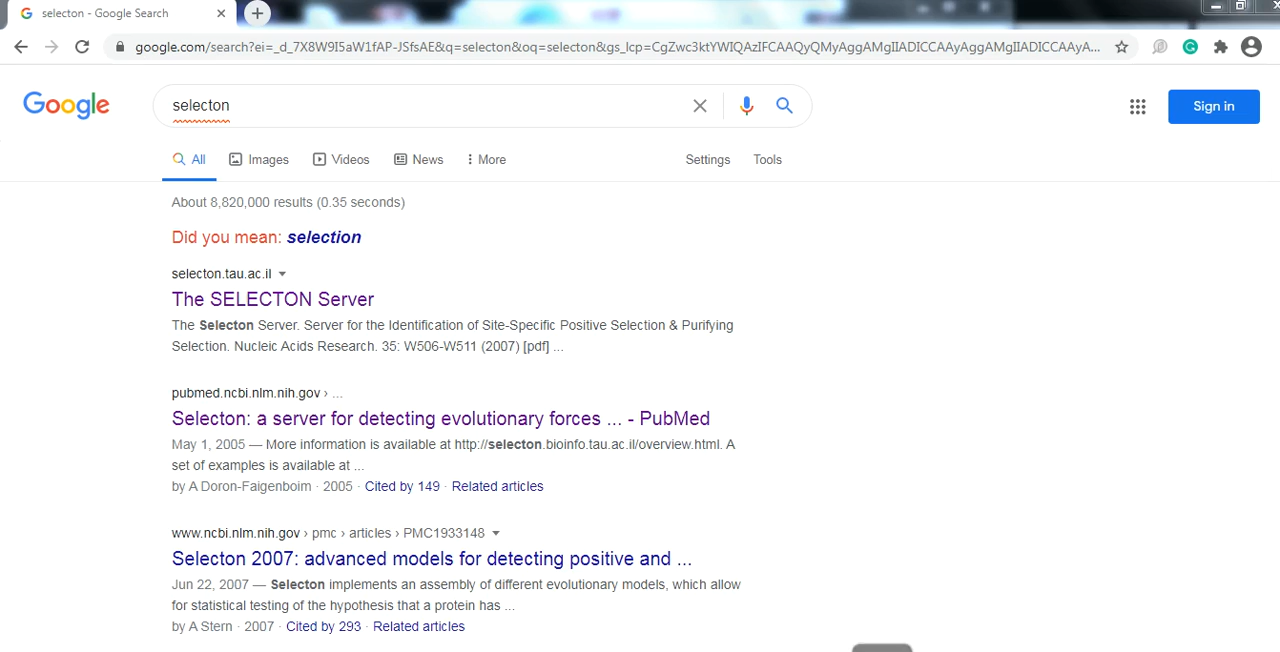 selecton - Google Search
google.com/search?ei=_d_7X8W9I5aW1fAP-JSfsAE&q=selecton&oq=selecton&gs_lcp=CgZwc3ktYWIQAzIFCAAQyQMyAggAMgIIADICCAAyAggAMgIIADICCAAyA...
Google
selecton
Sign in
All Images Videos News More Settings Tools
About 8,820,000 results (0.35 seconds)
Did you mean: selection
selecton.tau.ac.il
The SELECTON Server
The Selecton Server. Server for the Identification of Site-Specific Positive Selection & Purifying
Selection. Nucleic Acids Research. 35: W506-W511 (2007) [pdf] ...
pubmed.ncbi.nlm.nih.gov › ...
Selecton: a server for detecting evolutionary forces ... - PubMed
May 1, 2005 — More information is available at http://selecton.bioinfo.tau.ac.il/overview.html. A
set of examples is available at ...
by A Doron-Faigenboim · 2005 · Cited by 149 · Related articles
www.ncbi.nlm.nih.gov › pmc › articles › PMC1933148
Selecton 2007: advanced models for detecting positive and ...
Jun 22, 2007 — Selecton implements an assembly of different evolutionary models, which allow
for statistical testing of the hypothesis that a protein has ...
by A Stern · 2007 · Cited by 293 · Related articles